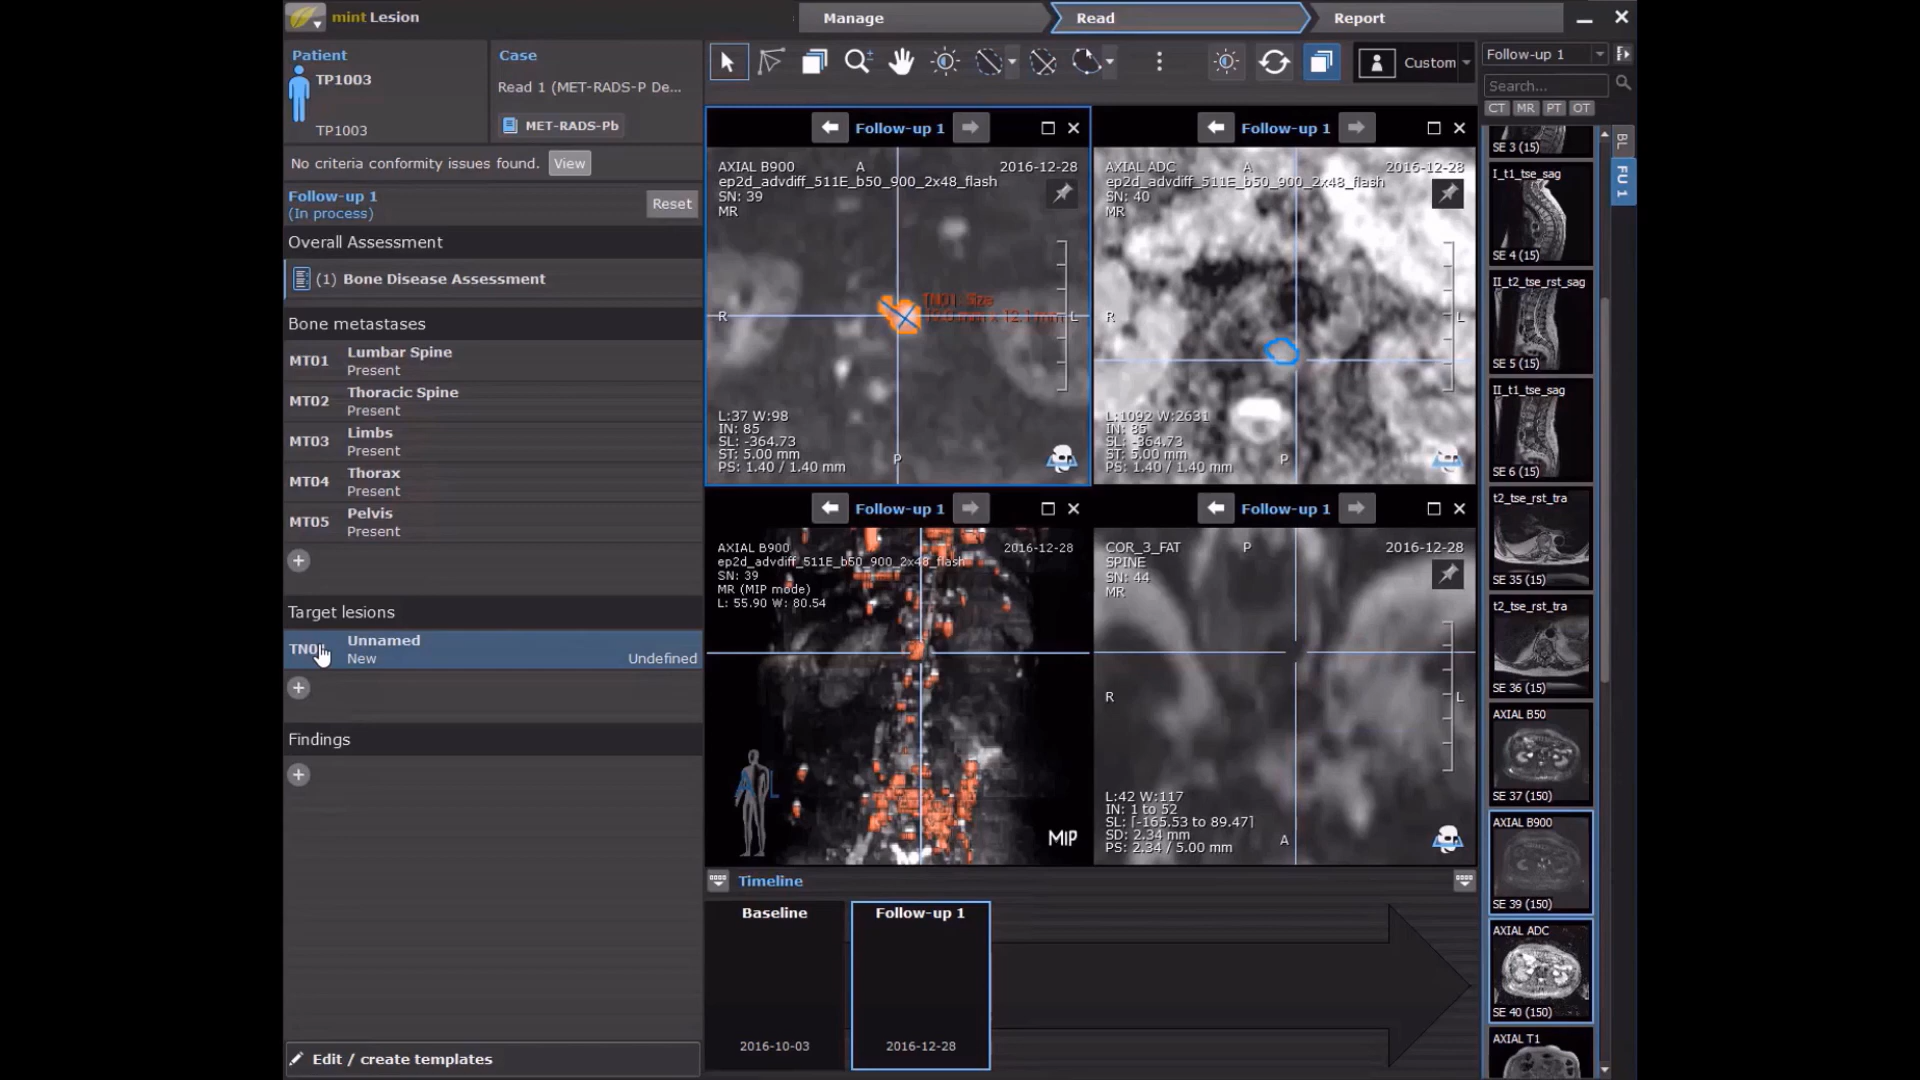 mint Lesion
Manage
Read
Report
Patient
TP1003
TP1003
Case
Read 1 (MET-RADS-P De...
MET-RADS-Pb
No criteria conformity issues found.
View
Follow-up 1
(In process)
Reset
Overall Assessment
(1) Bone Disease Assessment
Bone metastases
MT01
Lumbar Spine
Present
MT02
Thoracic Spine
Present
MT03
Limbs
Present
MT04
Thorax
Present
MT05
Pelvis
Present
Target lesions
Unnamed
New
Undefined
Findings
Edit / create templates
Custom
Follow-up 1
AXIAL B900
A
2016-12-28
ep2d_advdiff_511E_b50_900_2x48_flash
SN: 39
MR
TN01 Size
R
L
L:37 W:98
IN: 85
SL: -364.73
ST: 5.00 mm
PS: 1.40 / 1.40 mm
P
Follow-up 1
AXIAL ADC
A
2016-12-28
ep2d_advdiff_511E_b50_900_2x48_flash
SN: 40
MR
R
L
L:1092 W:2631
IN: 85
SL: -364.73
ST: 5.00 mm
PS: 1.40 / 1.40 mm
P
Follow-up 1
AXIAL B900
2016-12-28
ep2d_advdiff_511E_b50_900_2x48_flash
SN: 39
MR (MIP mode)
L: 55.90 W: 80.54
A
L
MIP
Follow-up 1
COR_3_FAT
P
2016-12-28
SPINE
SN: 44
MR
R
L
L:42 W:117
IN: 1 to 52
SL: [-165.53 to 89.47]
SD: 2.34 mm
PS: 2.34 / 5.00 mm
A
Timeline
Baseline
2016-10-03
Follow-up 1
2016-12-28
Follow-up 1
Search...
CT
MR
PT
OT
BL
FU 1
SE 3 (15)
I_t1_tse_sag
SE 4 (15)
II_t2_tse_rst_sag
SE 5 (15)
II_t1_tse_sag
SE 6 (15)
t2_tse_rst_tra
SE 35 (15)
t2_tse_rst_tra
SE 36 (15)
AXIAL B50
SE 37 (150)
AXIAL B900
SE 39 (150)
AXIAL ADC
SE 40 (150)
AXIAL T1